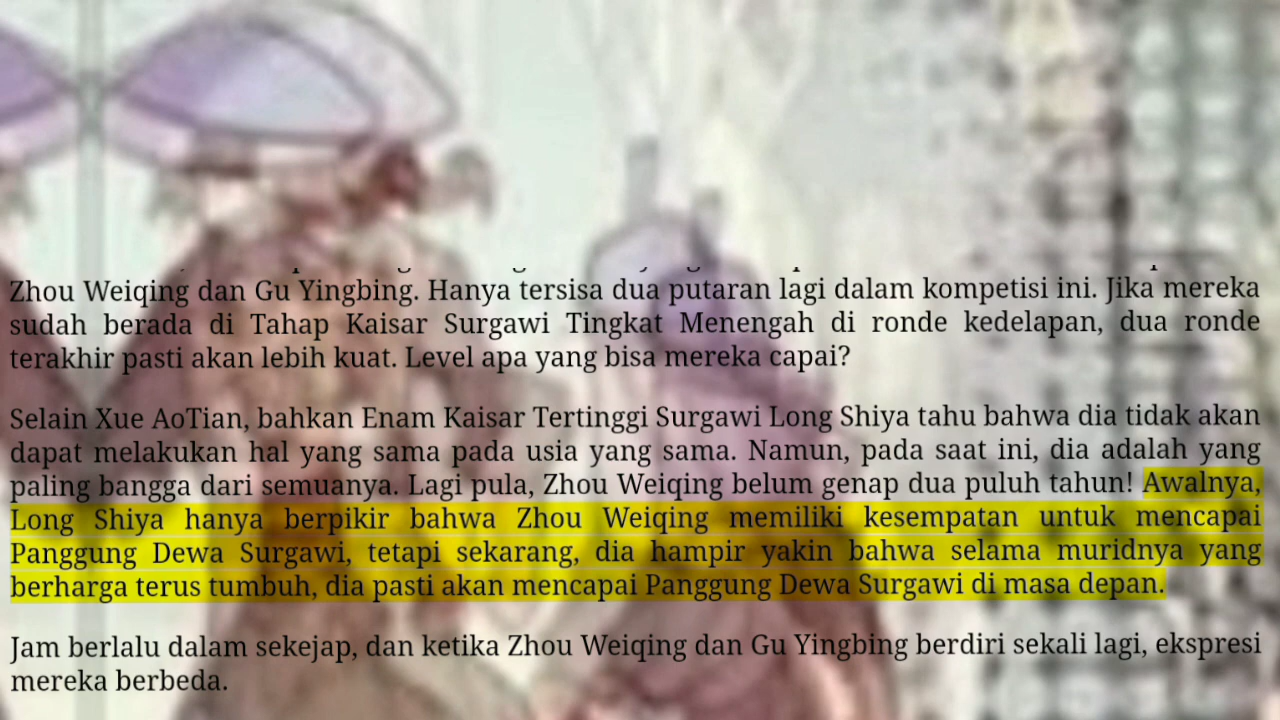 Zhou Weiqing dan Gu Yingbing. Hanya tersisa dua putaran lagi dalam kompetisi ini. Jika mereka
sudah berada di Tahap Kaisar Surgawi Tingkat Menengah di ronde kedelapan, dua ronde
terakhir pasti akan lebih kuat. Level apa yang bisa mereka capai?
Selain Xue AoTian, bahkan Enam Kaisar Tertinggi Surgawi Long Shiya tahu bahwa dia tidak akan
dapat melakukan hal yang sama pada usia yang sama. Namun, pada saat ini, dia adalah yang
paling bangga dari semuanya. Lagi pula, Zhou Weiqing belum genap dua puluh tahun! Awalnya,
Long Shiya hanya berpikir bahwa Zhou Weiqing memiliki kesempatan untuk mencapai
Panggung Dewa Surgawi, tetapi sekarang, dia hampir yakin bahwa selama muridnya yang
berharga terus tumbuh, dia pasti akan mencapai Panggung Dewa Surgawi di masa depan.
Jam berlalu dalam sekejap, dan ketika Zhou Weiqing dan Gu Yingbing berdiri sekali lagi, ekspresi
mereka berbeda.